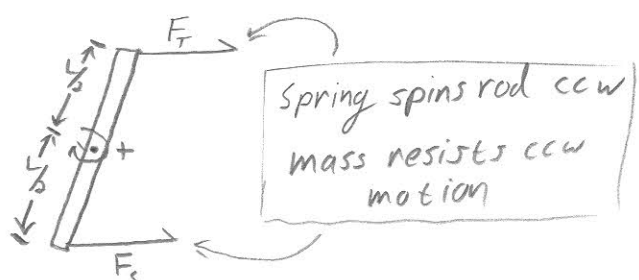 F_T
L/2
L/2
+
F_s
Spring spins rod ccw
mass resists ccw
motion